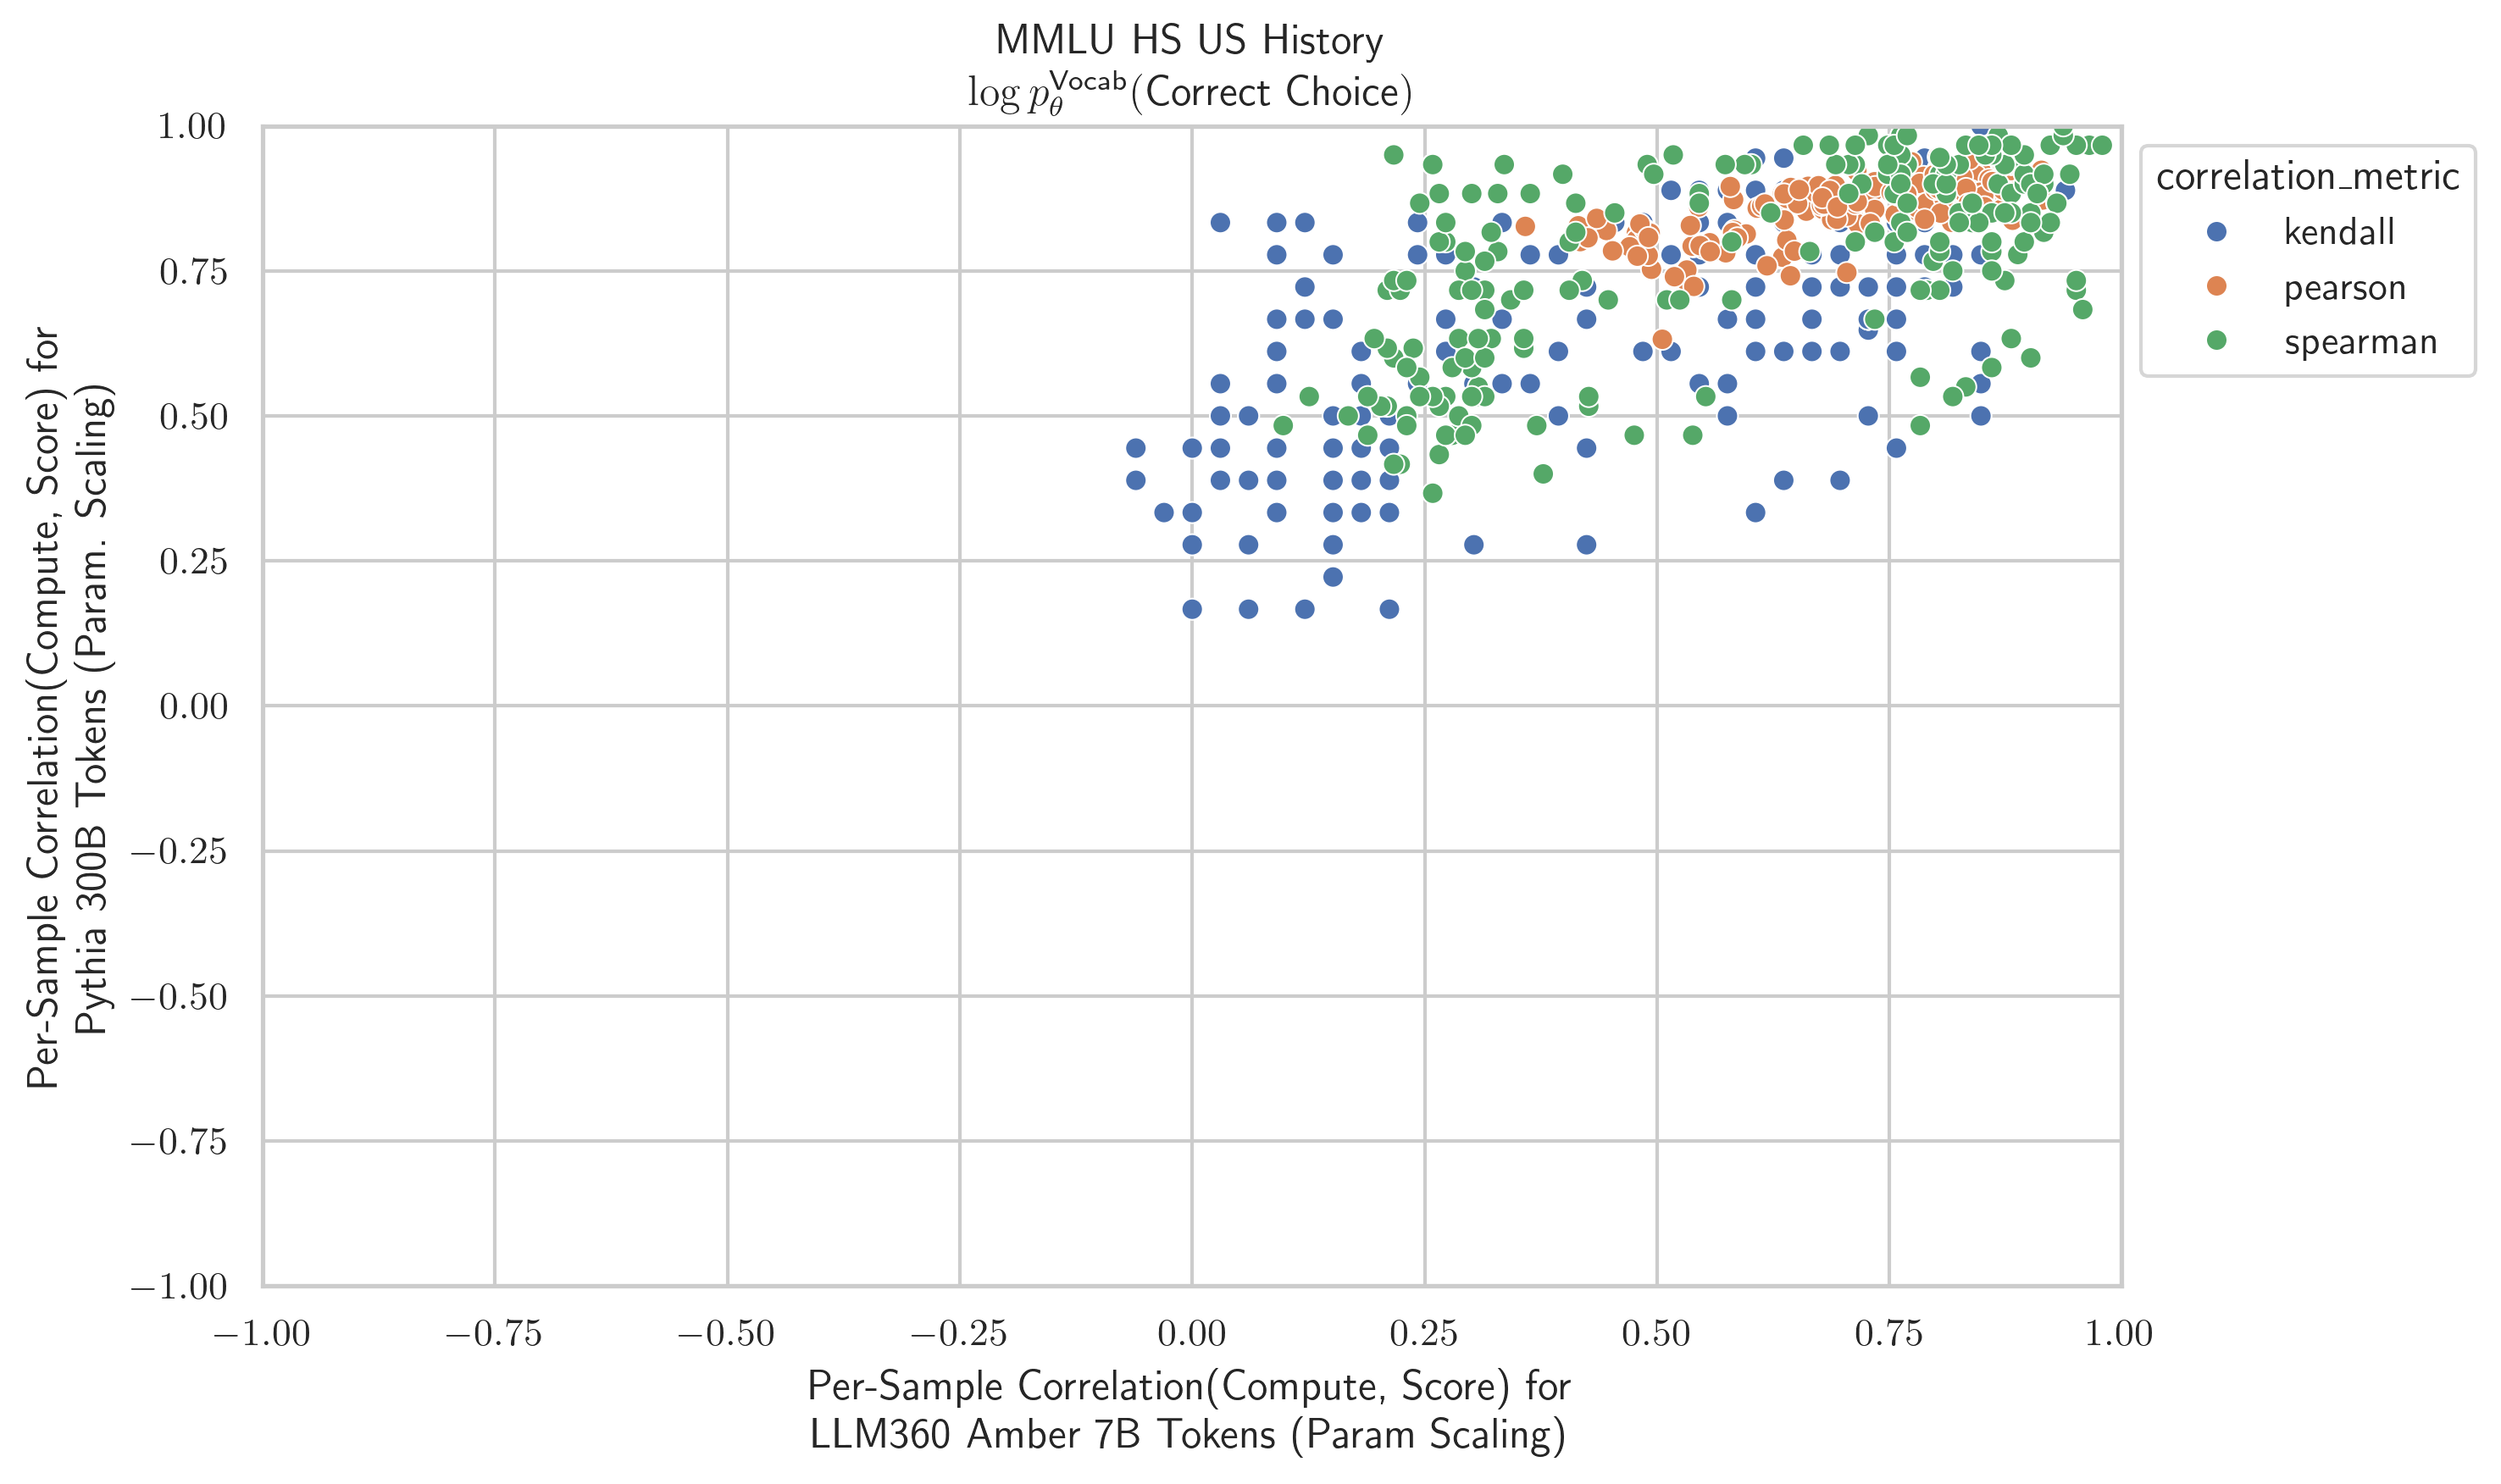 MMLU HS US History
log p_θ^Vocab(Correct Choice)
1.00
0.75
0.50
0.25
0.00
−0.25
−0.50
−0.75
−1.00
Per-Sample Correlation(Compute, Score) for
Pythia 300B Tokens (Param. Scaling)
correlation_metric
kendall
pearson
spearman
−1.00
−0.75
−0.50
−0.25
0.00
0.25
0.50
0.75
1.00
Per-Sample Correlation(Compute, Score) for
LLM360 Amber 7B Tokens (Param Scaling)